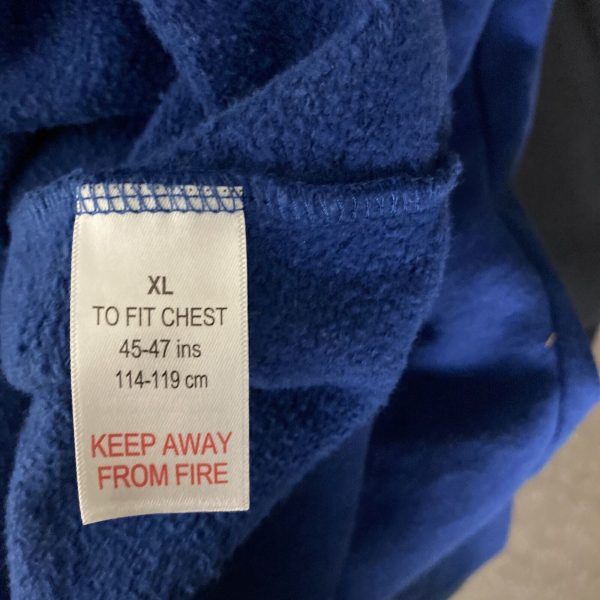 XL
TO FIT CHEST
45-47 ins
114-119 cm
KEEP AWAY
FROM FIRE